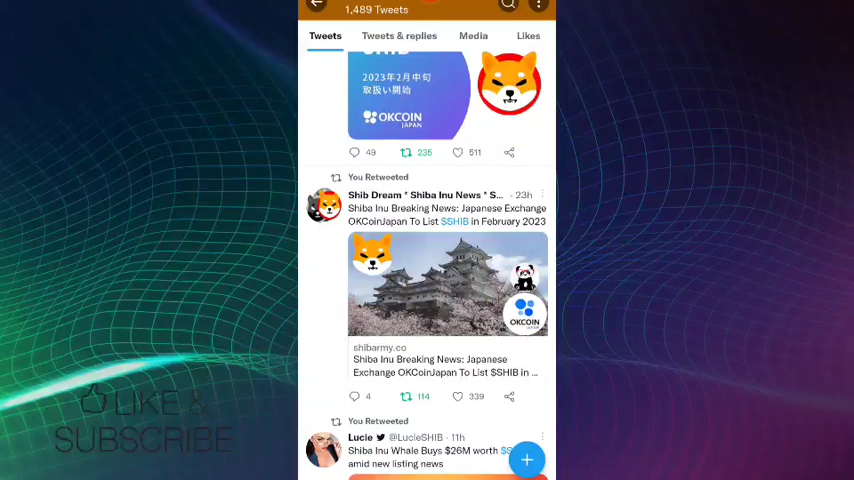 1,489 Tweets
Tweets Tweets & replies Media Likes
SHIB
2023年2月中旬
取扱い開始
OKCOIN
JAPAN
49 235 511
You Retweeted
Shib Dream * Shiba Inu News * S... · 23h
Shiba Inu Breaking News: Japanese Exchange
OKCoinJapan To List $SHIB in February 2023
OKCOIN
JAPAN
shibarmy.co
Shiba Inu Breaking News: Japanese
Exchange OKCoinJapan To List $SHIB in ...
4 114 339
You Retweeted
Lucie @LucieSHIB · 11h
Shiba Inu Whale Buys $26M worth
amid new listing news
LIKE &
SUBSCRIBE